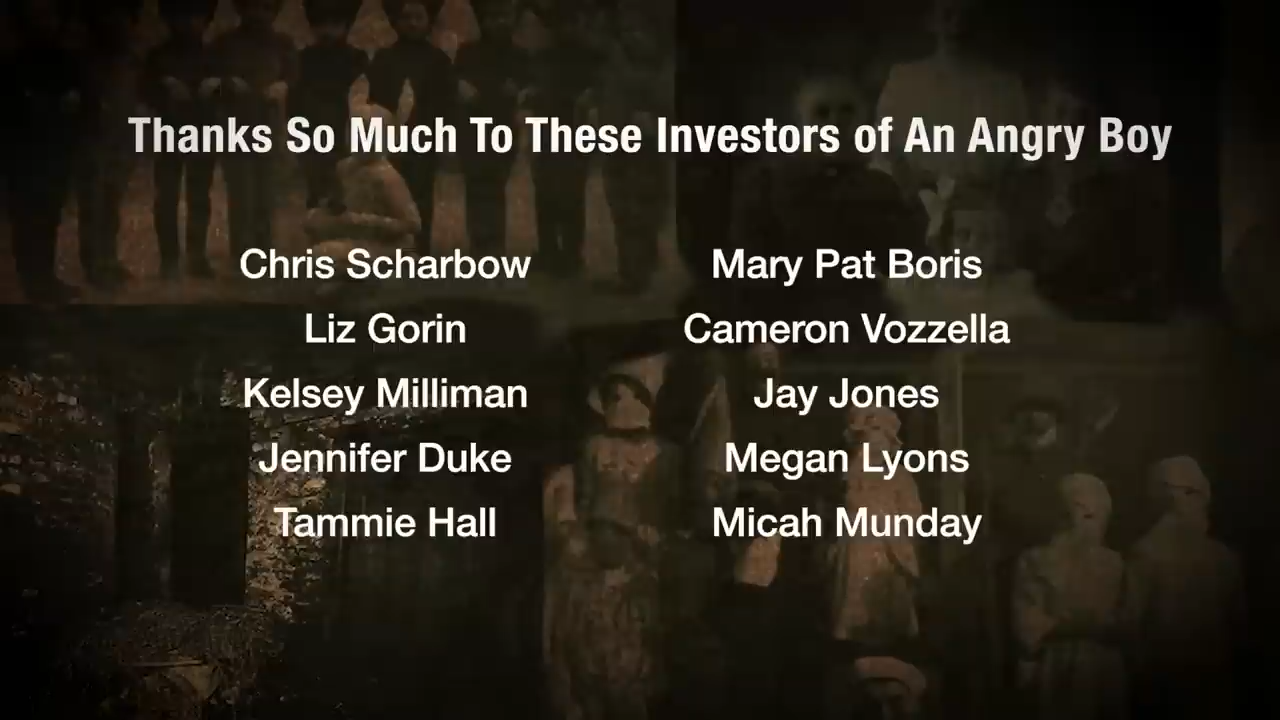 Thanks So Much To These Investors of An Angry Boy
Chris Scharbow
Liz Gorin
Kelsey Milliman
Jennifer Duke
Tammie Hall
Mary Pat Boris
Cameron Vozzella
Jay Jones
Megan Lyons
Micah Munday